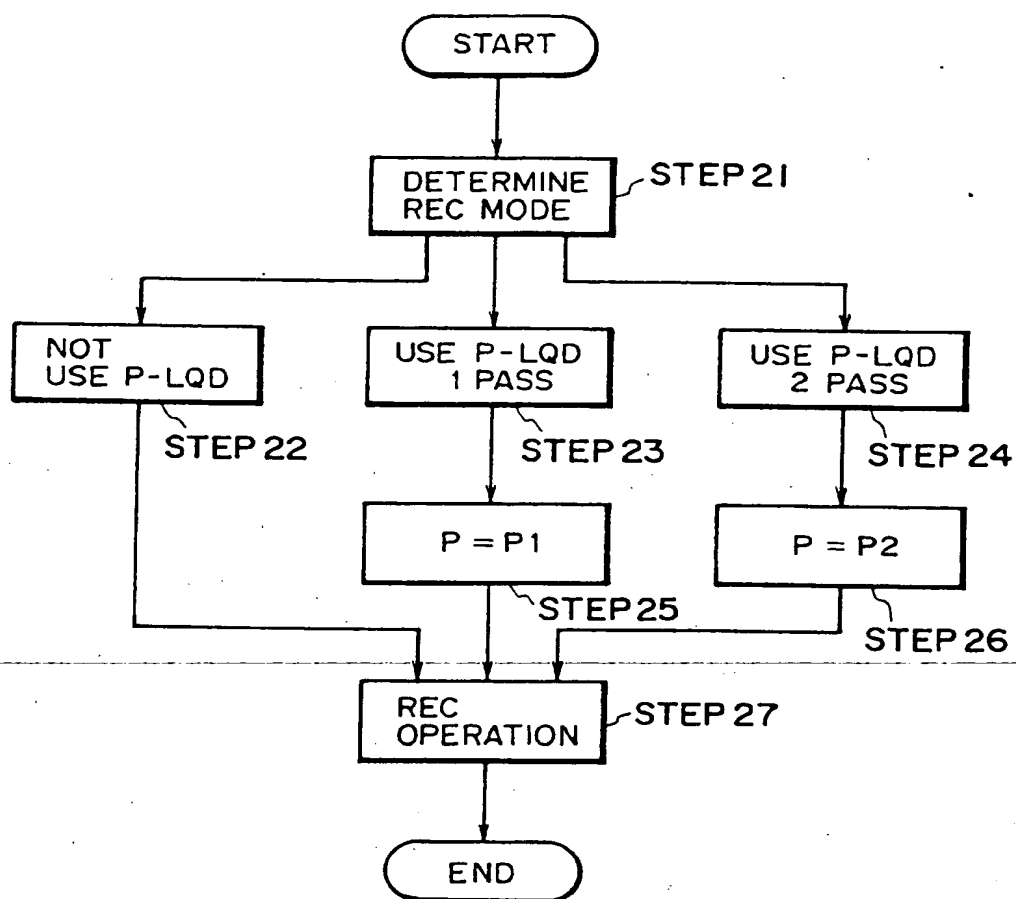 START
DETERMINE
REC MODE
STEP 21
NOT
USE P-LQD
STEP 22
USE P-LQD
1 PASS
STEP 23
USE P-LQD
2 PASS
STEP 24
P = P1
STEP 25
P = P2
STEP 26
REC
OPERATION
STEP 27
END